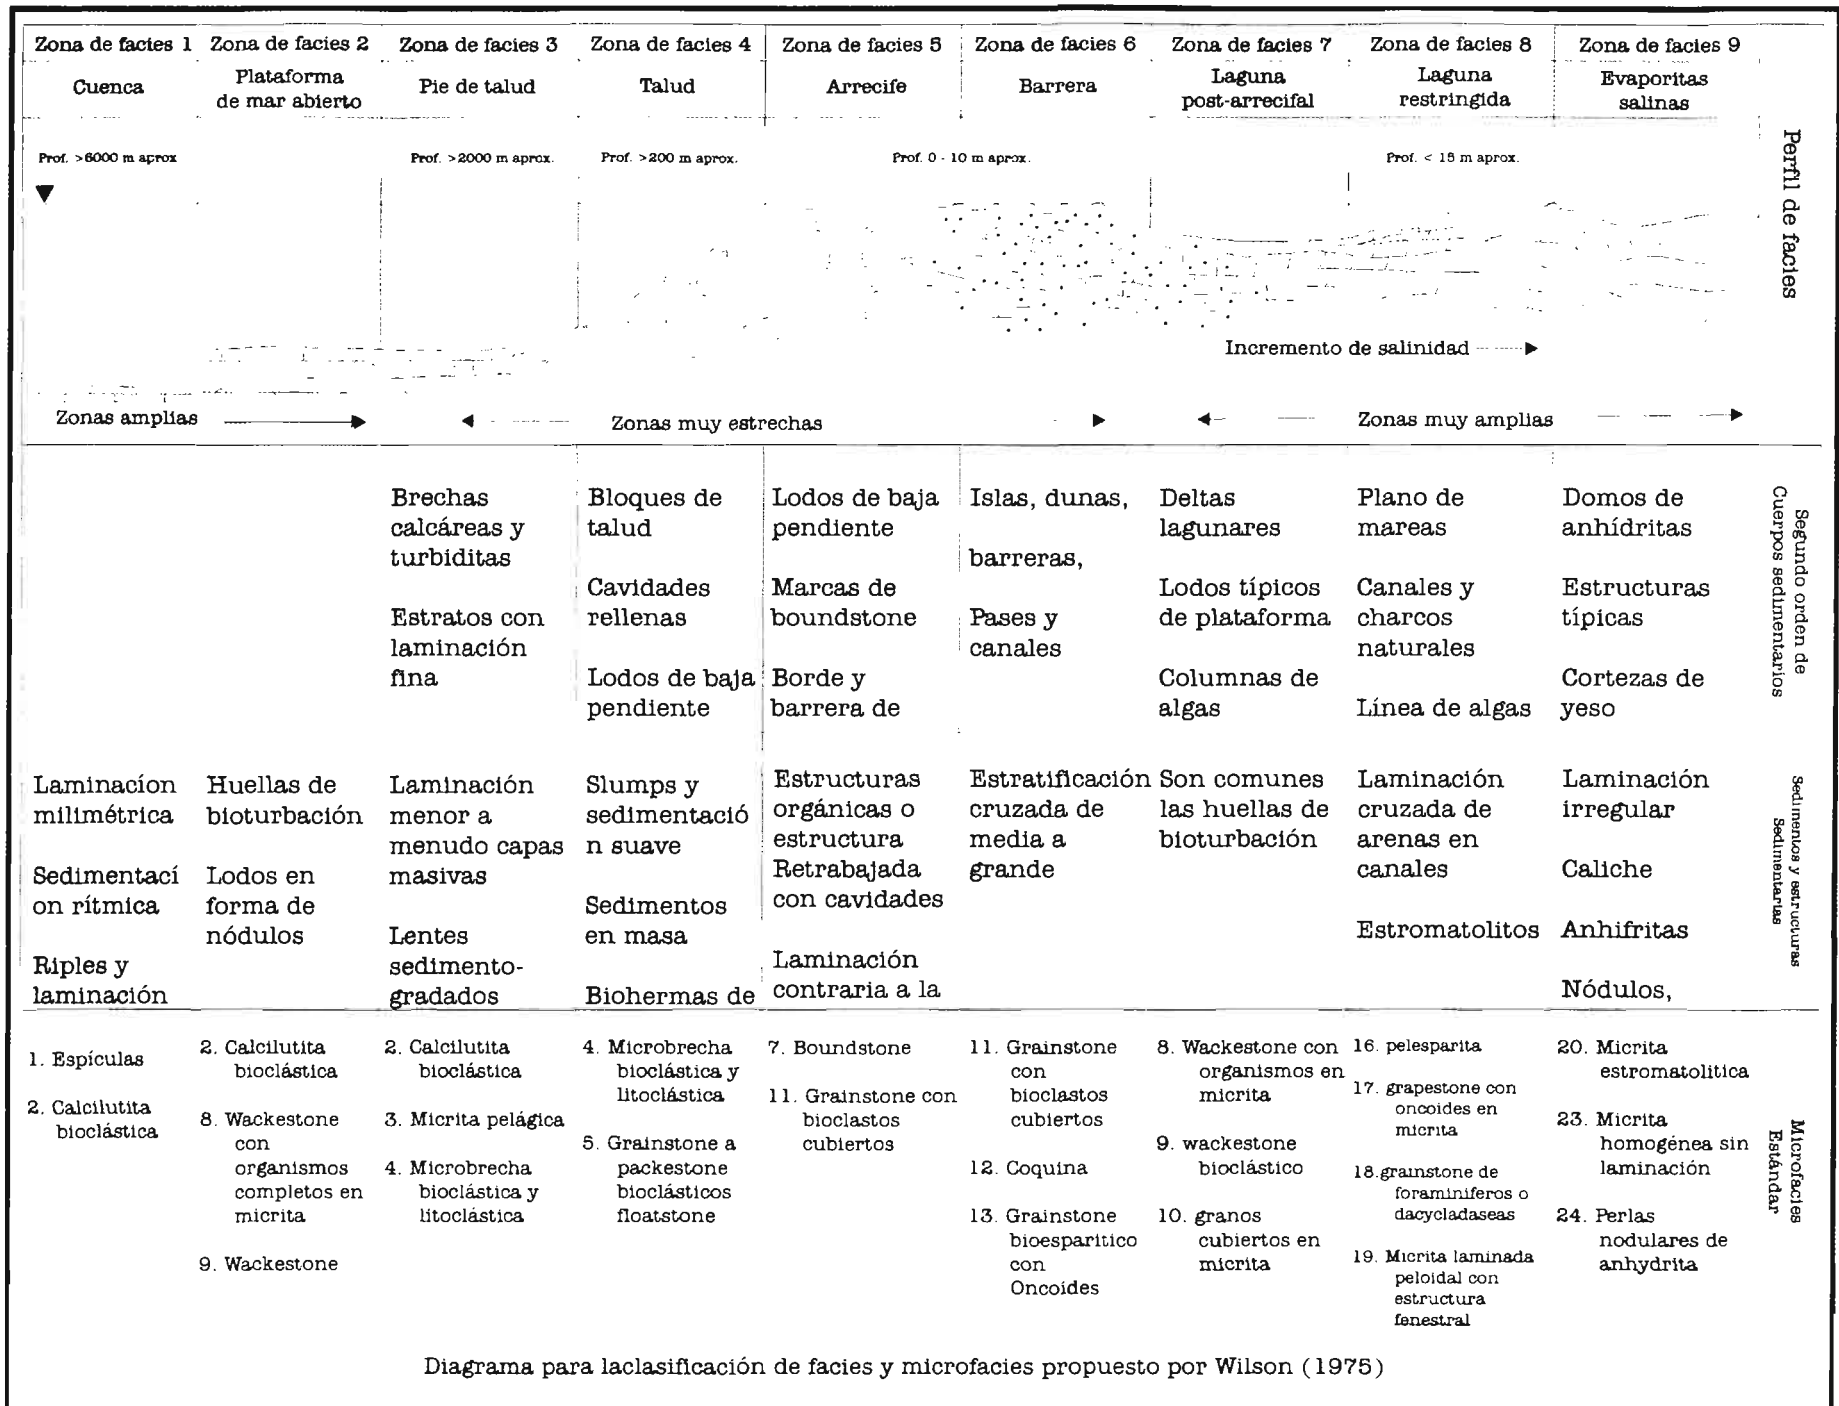 Zona de facies 1
Zona de facies 2
Zona de facies 3
Zona de facies 4
Zona de facies 5
Zona de facies 6
Zona de facies 7
Zona de facies 8
Zona de facies 9
Cuenca
Plataforma
de mar abierto
Pie de talud
Talud
Arrecife
Barrera
Laguna
post-arrecifal
Laguna
restringida
Evaporitas
salinas
Prof. >6000 m aprox
Prof. >2000 m aprox.
Prof. >200 m aprox.
Prof. 0 - 10 m aprox.
Prof. < 15 m aprox.
Perfil de facies
Incremento de salinidad
Zonas amplias
Zonas muy estrechas
Zonas muy amplias
Brechas
calcáreas y
turbiditas
Estratos con
laminación
fina
Bloques de
talud
Cavidades
rellenas
Lodos de baja
pendiente
Lodos de baja
pendiente
Marcas de
boundstone
Borde y
barrera de
Islas, dunas,
barreras,
Pases y
canales
Deltas
lagunares
Lodos típicos
de plataforma
Columnas de
algas
Plano de
mareas
Canales y
charcos
naturales
Línea de algas
Domos de
anhídritas
Estructuras
típicas
Cortezas de
yeso
Segundo orden de
Cuerpos sedimentarios
Laminacíon
milimétrica
Sedimentací
on rítmica
Riples y
laminación
Huellas de
bioturbación
Lodos en
forma de
nódulos
Laminación
menor a
menudo capas
masivas
Lentes
sedimento-
gradados
Slumps y
sedimentació
n suave
Sedimentos
en masa
Biohermas de
Estructuras
orgánicas o
estructura
Retrabajada
con cavidades
Laminación
contraria a la
Estratificación
cruzada de
media a
grande
Son comunes
las huellas de
bioturbación
Laminación
cruzada de
arenas en
canales
Estromatolitos
Laminación
irregular
Caliche
Anhifritas
Nódulos,
Sedimentos y estructuras
Sedimentarias
1. Espículas
2. Calcilutita
bioclástica
2. Calcilutita
bioclástica
8. Wackestone
con
organismos
completos en
micrita
9. Wackestone
2. Calcilutita
bioclástica
3. Micrita pelágica
4. Microbrecha
bioclástica y
litoclástica
4. Microbrecha
bioclástica y
litoclástica
5. Grainstone a
packestone
bioclásticos
floatstone
7. Boundstone
11. Grainstone con
bioclastos
cubiertos
11. Grainstone
con
bioclastos
cubiertos
12. Coquina
13. Grainstone
bioesparitico
con
Oncoídes
8. Wackestone con
organismos en
micrita
9. wackestone
bioclástico
10. granos
cubiertos en
micrita
16. pelesparita
17. grapestone con
oncoides en
micrita
18.grainstone de
foraminiferos o
dacycladaseas
19. Micrita laminada
peloidal con
estructura
fenestral
20. Micrita
estromatolitica
23. Micrita
homogénea sin
laminación
24. Perlas
nodulares de
anhydrita
Microfacies
Estándar
Diagrama para laclasificación de facies y microfacies propuesto por Wilson (1975)